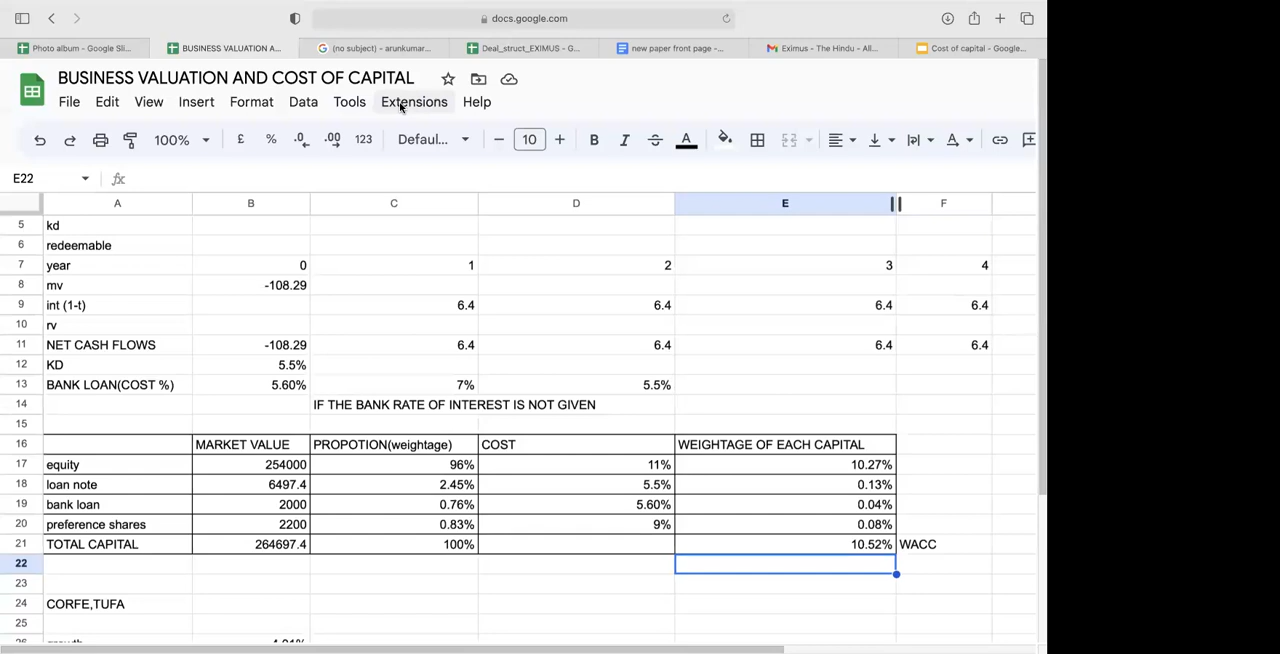 docs.google.com
Photo album - Google Sli...
BUSINESS VALUATION A...
(no subject) - arunkumar...
Deal_struct_EXIMUS - G...
new paper front page -...
Eximus - The Hindu - All...
Cost of capital - Google...
BUSINESS VALUATION AND COST OF CAPITAL
File Edit View Insert Format Data Tools Extensions Help
100% £ % .0 .00 123 Defaul... − 10 + B I S A
E22 fx
A B C D E F
5 kd
6 redeemable
7 year 0 1 2 3 4
8 mv -108.29
9 int (1-t) 6.4 6.4 6.4 6.4
10 rv
11 NET CASH FLOWS -108.29 6.4 6.4 6.4 6.4
12 KD 5.5%
13 BANK LOAN(COST %) 5.60% 7% 5.5%
14 IF THE BANK RATE OF INTEREST IS NOT GIVEN
15
16 MARKET VALUE PROPOTION(weightage) COST WEIGHTAGE OF EACH CAPITAL
17 equity 254000 96% 11% 10.27%
18 loan note 6497.4 2.45% 5.5% 0.13%
19 bank loan 2000 0.76% 5.60% 0.04%
20 preference shares 2200 0.83% 9% 0.08%
21 TOTAL CAPITAL 264697.4 100% 10.52% WACC
22
23
24 CORFE,TUFA
25